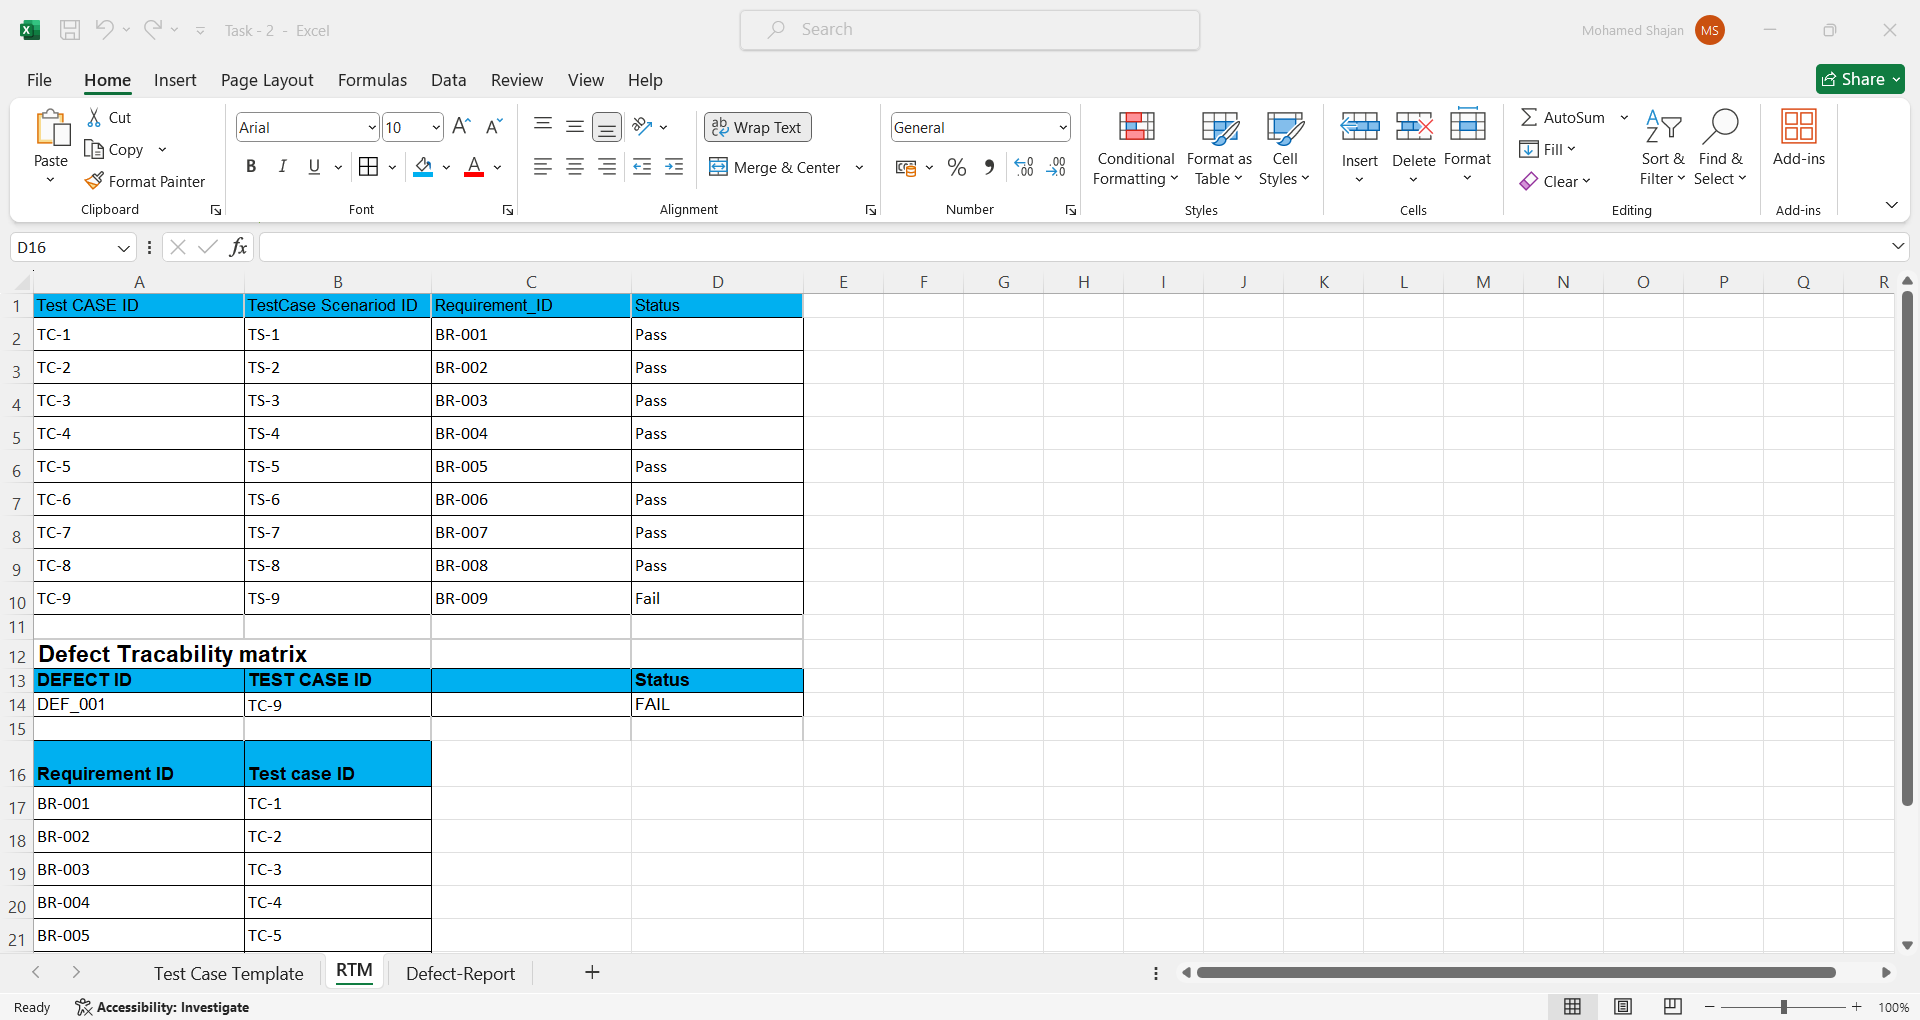 Task - 2 - Excel
Search
Mohamed Shajan MS
File Home Insert Page Layout Formulas Data Review View Help
Share
Paste
Cut
Copy
Format Painter
Clipboard
Arial 10
B I U
Font
Wrap Text
Merge & Center
Alignment
General
Number
Conditional Formatting
Format as Table
Cell Styles
Styles
Insert Delete Format
Cells
AutoSum
Fill
Clear
Sort & Filter
Find & Select
Editing
Add-ins
Add-ins
D16 fx
A B C D E F G H I J K L M N O P Q R
1 Test CASE ID TestCase Scenariod ID Requirement_ID Status
2 TC-1 TS-1 BR-001 Pass
3 TC-2 TS-2 BR-002 Pass
4 TC-3 TS-3 BR-003 Pass
5 TC-4 TS-4 BR-004 Pass
6 TC-5 TS-5 BR-005 Pass
7 TC-6 TS-6 BR-006 Pass
8 TC-7 TS-7 BR-007 Pass
9 TC-8 TS-8 BR-008 Pass
10 TC-9 TS-9 BR-009 Fail
11
12 Defect Tracability matrix
13 DEFECT ID TEST CASE ID Status
14 DEF_001 TC-9 FAIL
15
16 Requirement ID Test case ID
17 BR-001 TC-1
18 BR-002 TC-2
19 BR-003 TC-3
20 BR-004 TC-4
21 BR-005 TC-5
Test Case Template RTM Defect-Report
Ready Accessibility: Investigate 100%